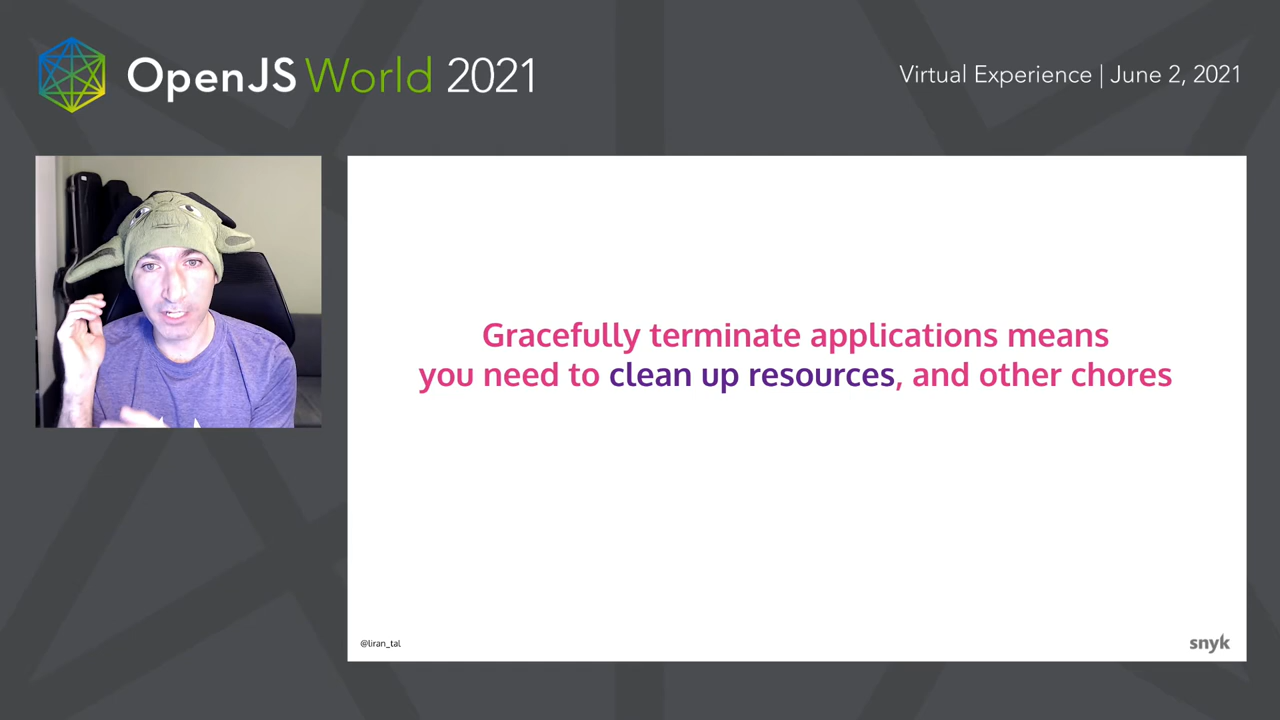 OpenJS World 2021
Virtual Experience | June 2, 2021
Gracefully terminate applications means
you need to clean up resources, and other chores
@liran_tal
snyk